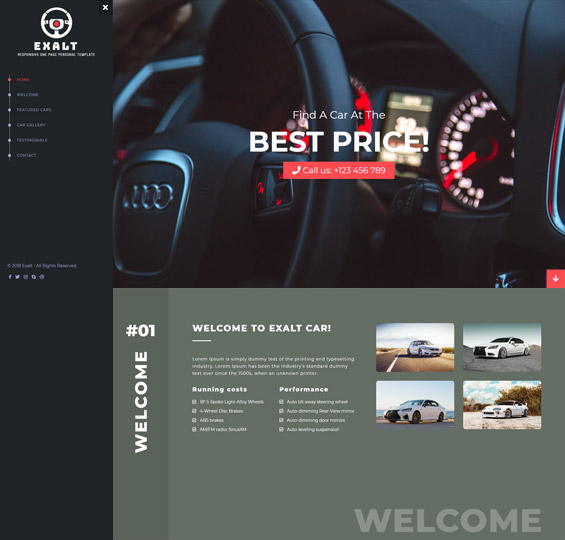 EXALT
RESPONSIVE ONE PAGE PERSONAL TEMPLATE
HOME
WELCOME
FEATURED CARS
CAR GALLERY
TESTIMONIALS
CONTACT
© 2018 Exalt - All Rights Reserved
Find A Car At The
BEST PRICE!
Call us: +123 456 789
#01
WELCOME
WELCOME TO EXALT CAR!
Lorem Ipsum is simply dummy text of the printing and typesetting
industry. Lorem Ipsum has been the industry's standard dummy
text ever since the 1500s, when an unknown printer.
Running costs
18" 5-Spoke Light-Alloy Wheels
4-Wheel Disc Brakes
ABS brakes
AM/FM radio: SiriusXM
Performance
Auto tilt-away steering wheel
Auto-dimming Rear-View mirror
Auto-dimming door mirrors
Auto-leveling suspension
WELCOME